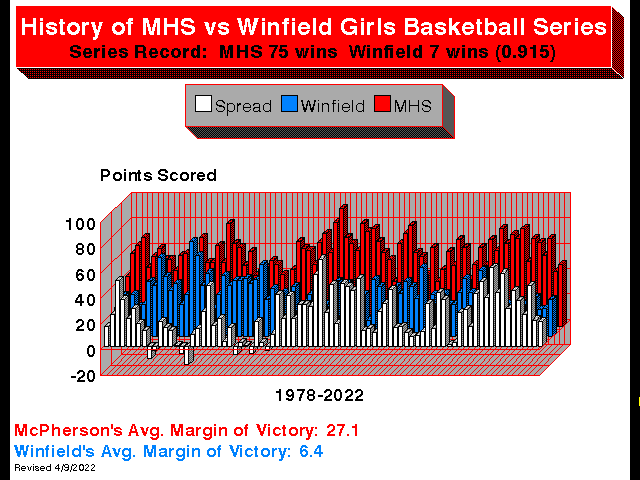 History of MHS vs Winfield Girls Basketball Series
Series Record: MHS 75 wins Winfield 7 wins (0.915)
Spread Winfield MHS
Points Scored
100
80
60
40
20
0
-20
1978-2022
McPherson's Avg. Margin of Victory: 27.1
Winfield's Avg. Margin of Victory: 6.4
Revised 4/9/2022